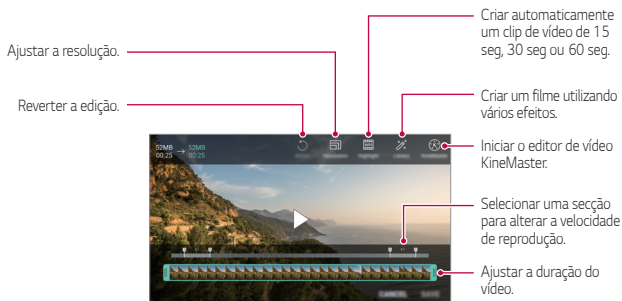 Ajustar a resolução.
Reverter a edição.
Criar automaticamente
um clip de vídeo de 15
seg, 30 seg ou 60 seg.
Criar um filme utilizando
vários efeitos.
Iniciar o editor de vídeo
KineMaster.
Selecionar uma secção
para alterar a velocidade
de reprodução.
Ajustar a duração do
vídeo.
52MB → 52MB
00:25 00:25
CANCEL SAVE